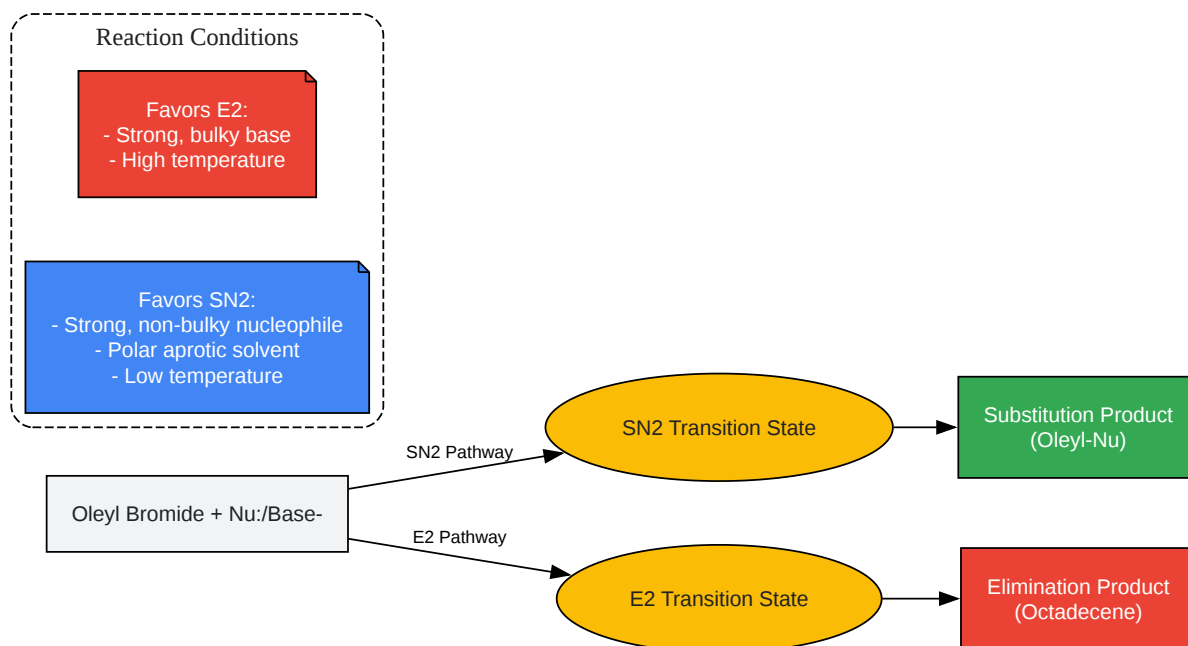 Reaction Conditions
Favors E2:
- Strong, bulky base
- High temperature
Favors SN2:
- Strong, non-bulky nucleophile
- Polar aprotic solvent
- Low temperature
Oleyl Bromide + Nu:/Base-
SN2 Pathway
E2 Pathway
SN2 Transition State
E2 Transition State
Substitution Product
(Oleyl-Nu)
Elimination Product
(Octadecene)